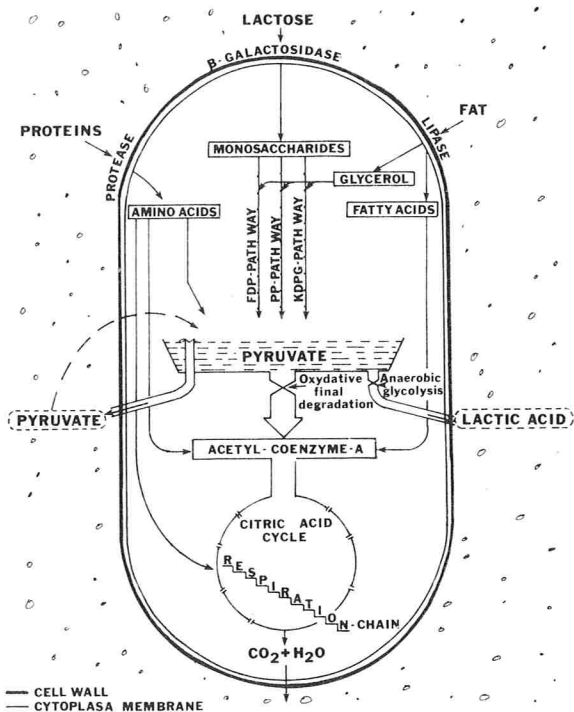 LACTOSE
B-GALACTOSIDASE
PROTEINS
PROTEASE
FAT
LIPASE
MONOSACCHARIDES
GLYCEROL
AMINO ACIDS
FATTY ACIDS
FDP-PATH WAY
PP-PATH WAY
KDPG-PATH WAY
PYRUVATE
Oxydative
final
degradation
Anaerobic
glycolysis
PYRUVATE
LACTIC ACID
ACETYL-COENZYME-A
CITRIC ACID
CYCLE
RESPIRATION-CHAIN
CO2+H2O
CELL WALL
CYTOPLASA MEMBRANE